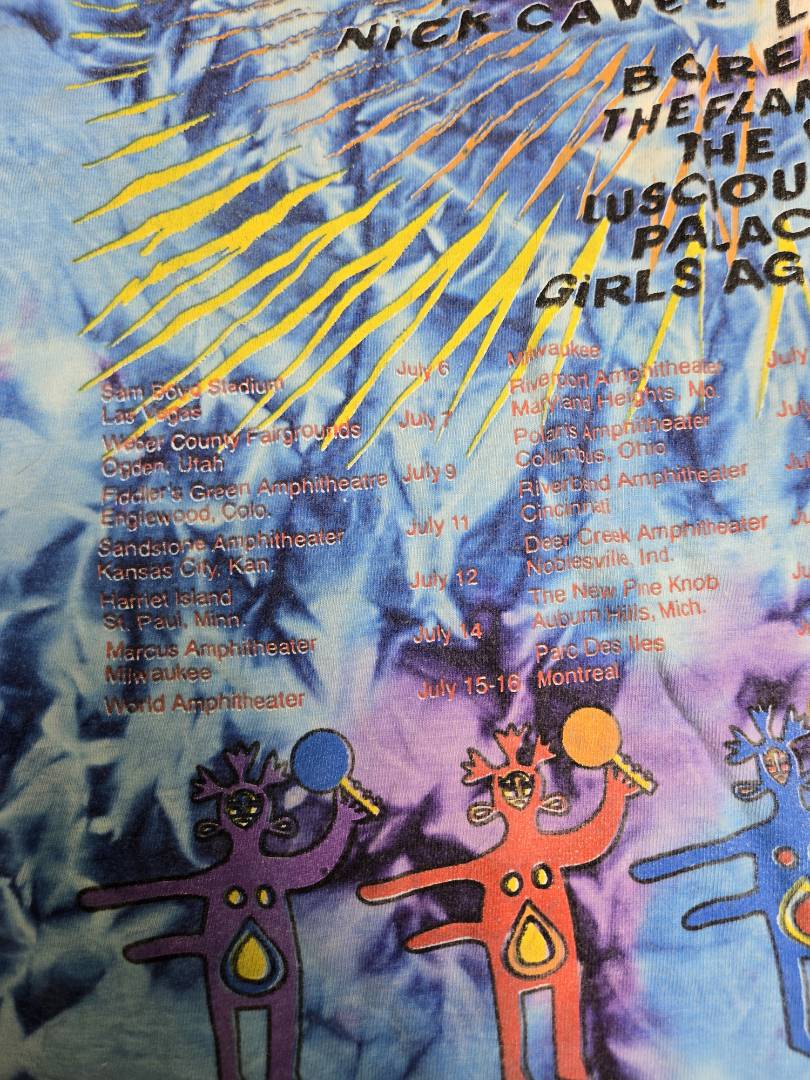 NICK CAVE
BORE
THE FLAM
THE
LUSCIOU
PALAC
GiRLS AG
Sam Boyd Stadium
Las Vegas
July 6
Weber County Fairgrounds
Ogden, Utah
July 7
Fiddler's Green Amphitheatre
Englewood, Colo.
July 9
Sandstone Amphitheater
Kansas City, Kan.
July 11
Harriet Island
St. Paul, Minn.
July 12
Marcus Amphitheater
Milwaukee
July 14
World Amphitheater
July 15-16
Milwaukee
July
Riverport Amphitheater
Maryland Heights, Mo.
Polaris Amphitheater
Columbus, Ohio
Riverbend Amphitheater
Cincinnati
Deer Creek Amphitheater
Noblesville, Ind.
The New Pine Knob
Auburn Hills, Mich.
Parc Des Iles
Montreal